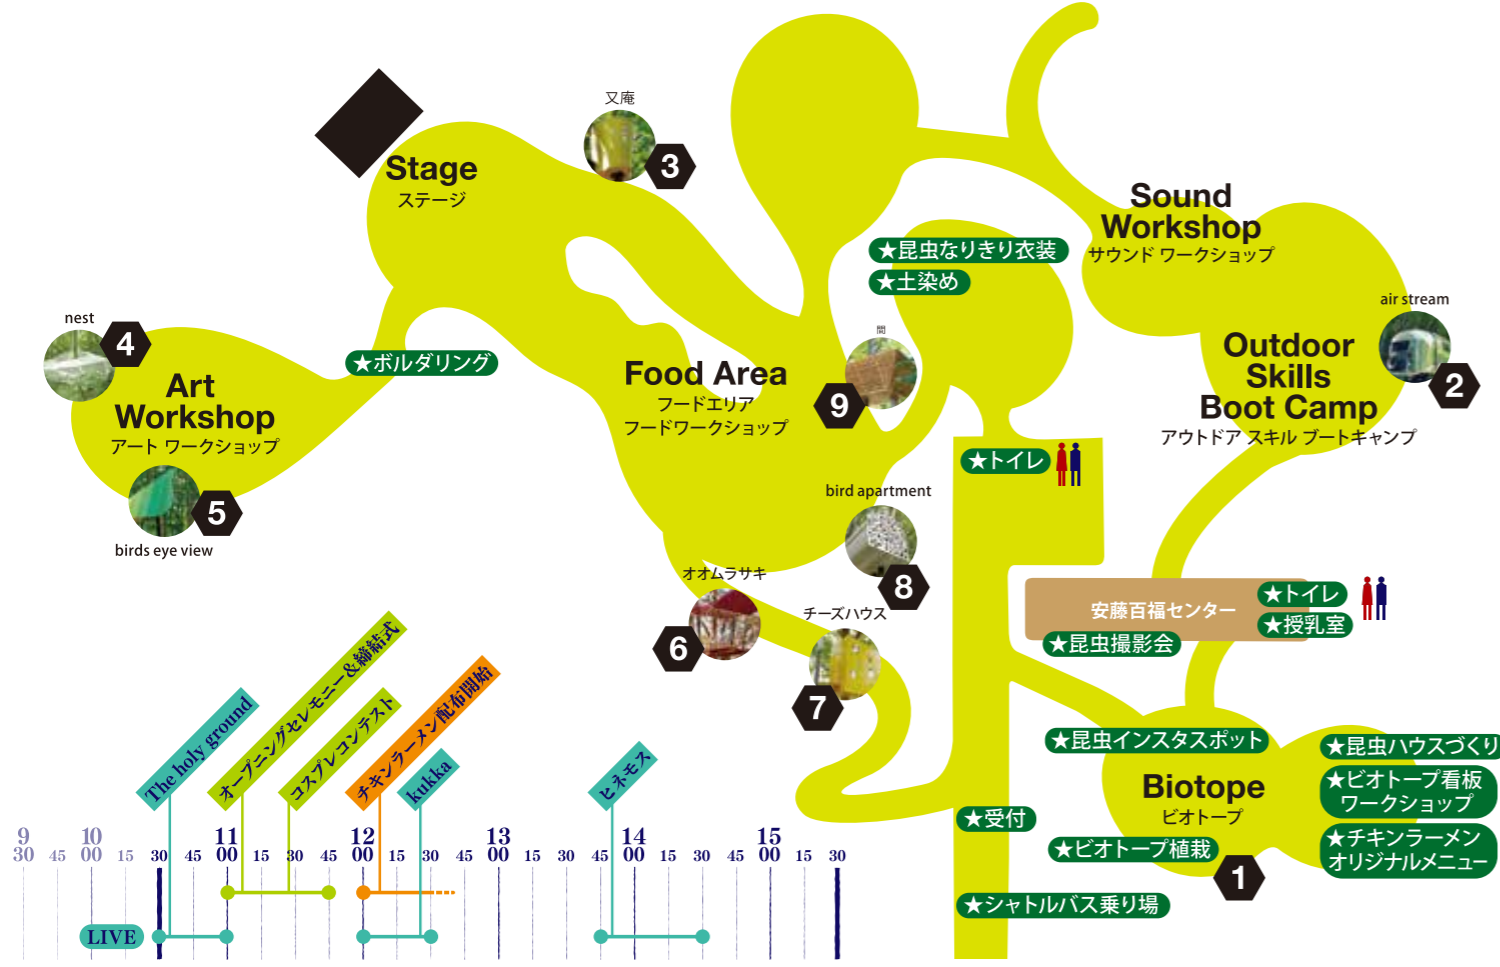 又庵
3
Stage
ステージ
Sound
Workshop
サウンド ワークショップ
★昆虫なりきり衣装
★土染め
nest
4
air stream
2
間
9
★ボルダリング
Art
Workshop
アート ワークショップ
Food Area
フードエリア
フードワークショップ
Outdoor
Skills
Boot Camp
アウトドア スキル ブートキャンプ
5
birds eye view
★トイレ
bird apartment
8
オオムラサキ
6
チーズハウス
7
安藤百福センター
★トイレ
★授乳室
★昆虫撮影会
★昆虫インスタスポット
★昆虫ハウスづくり
Biotope
ビオトープ
★ビオトープ看板
ワークショップ
★受付
★ビオトープ植栽
1
★チキンラーメン
オリジナルメニュー
★シャトルバス乗り場
The holy ground
オープニングセレモニー&締結式
コスプレコンテスト
チキンラーメン配布開始
kukka
ヒネモス
9 10 11 12 13 14 15
30 45 00 15 30 45 00 15 30 45 00 15 30 45 00 15 30 45 00 15 30 45 00 15 30
LIVE